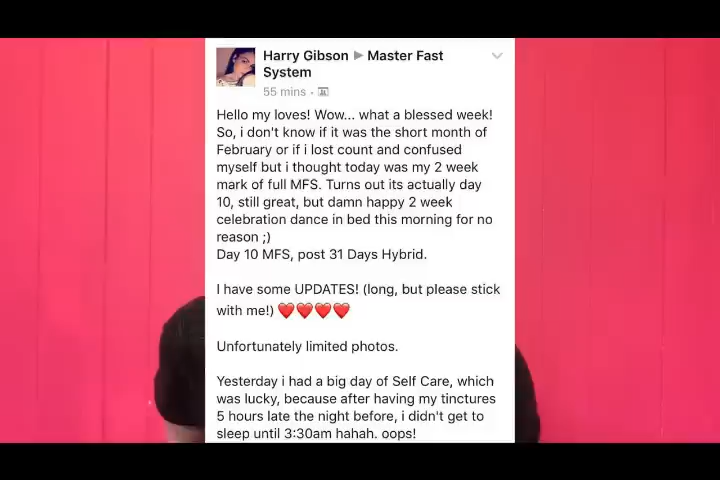 Harry Gibson ▶ Master Fast
System
55 mins •
Hello my loves! Wow... what a blessed week!
So, i don't know if it was the short month of
February or if i lost count and confused
myself but i thought today was my 2 week
mark of full MFS. Turns out its actually day
10, still great, but damn happy 2 week
celebration dance in bed this morning for no
reason ;)
Day 10 MFS, post 31 Days Hybrid.
I have some UPDATES! (long, but please stick
with me!) ❤️❤️❤️❤️
Unfortunately limited photos.
Yesterday i had a big day of Self Care, which
was lucky, because after having my tinctures
5 hours late the night before, i didn't get to
sleep until 3:30am hahah. oops!